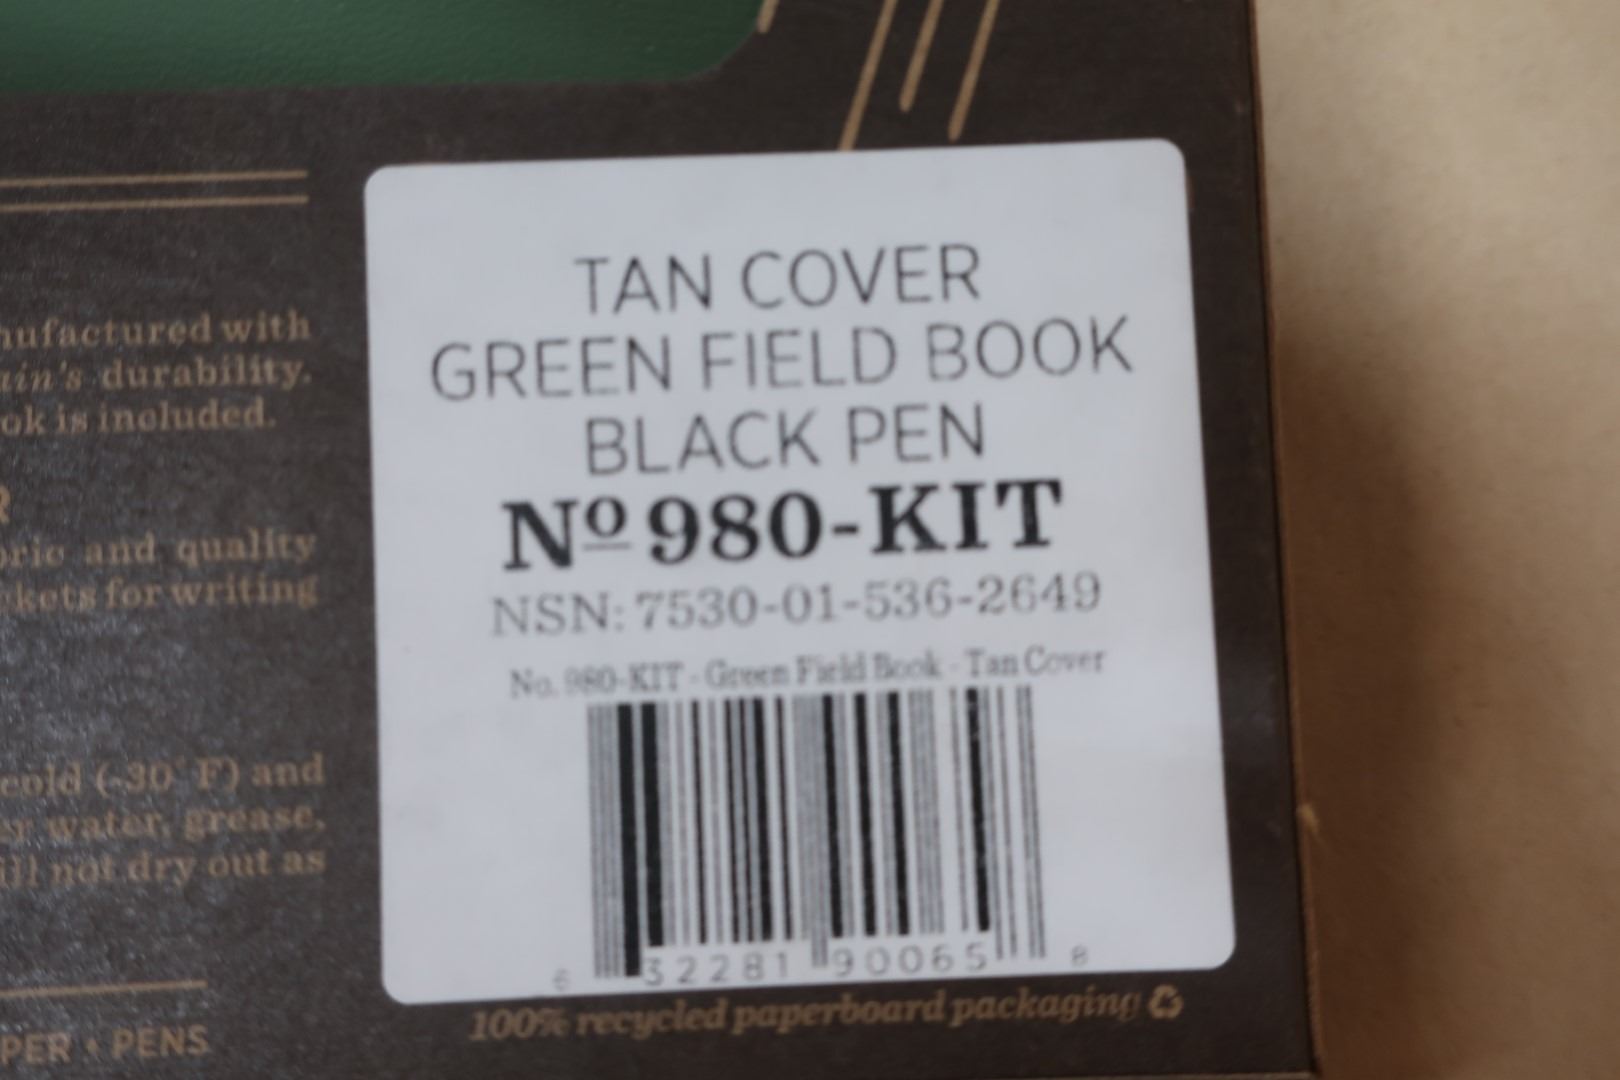 nufactured with
ain's durability.
ok is included.
R
bric and quality
ckets for writing
cold (-30° F) and
er water, grease,
ill not dry out as
PER • PENS
TAN COVER
GREEN FIELD BOOK
BLACK PEN
Nº 980-KIT
NSN: 7530-01-536-2649
No. 980-KIT - Green Field Book - Tan Cover
6 32281 90065 8
100% recycled paperboard packaging